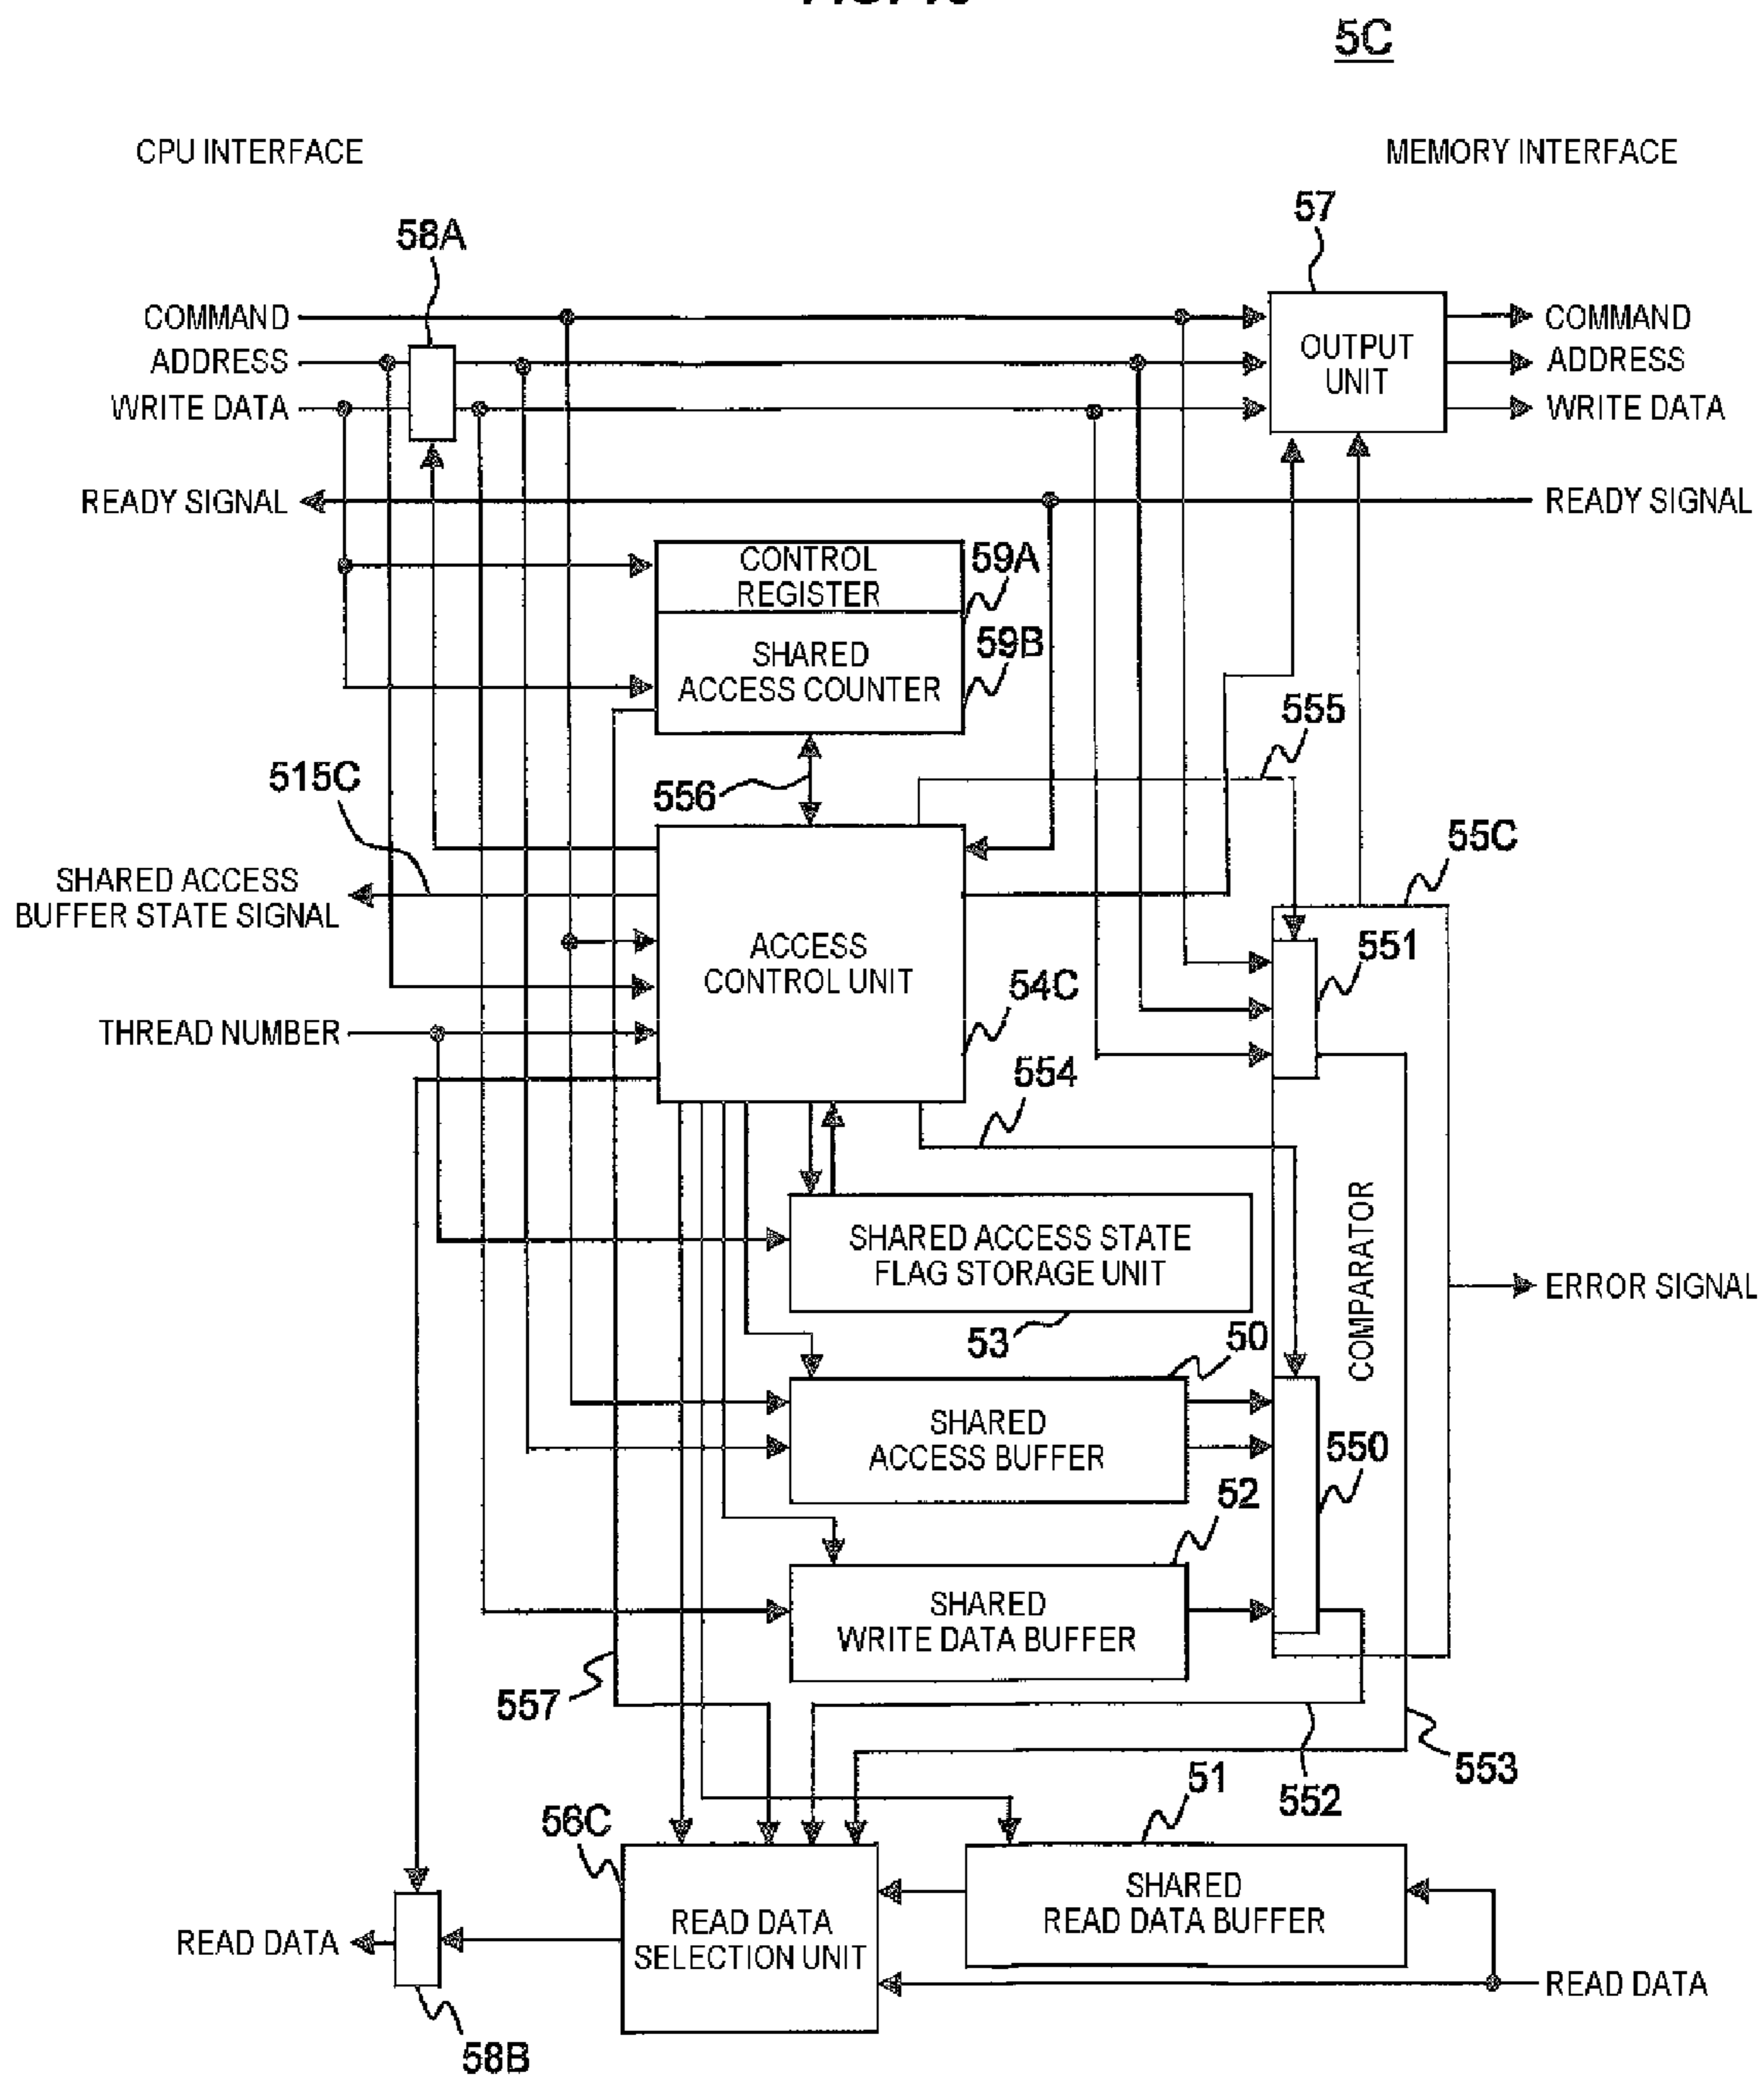 5C
CPU INTERFACE
MEMORY INTERFACE
57
58A
COMMAND
ADDRESS
WRITE DATA
OUTPUT
UNIT
COMMAND
ADDRESS
WRITE DATA
READY SIGNAL
READY SIGNAL
CONTROL
REGISTER
59A
SHARED
ACCESS COUNTER
59B
555
515C
556
55C
SHARED ACCESS
BUFFER STATE SIGNAL
ACCESS
CONTROL UNIT
551
54C
THREAD NUMBER
554
SHARED ACCESS STATE
FLAG STORAGE UNIT
COMPARATOR
ERROR SIGNAL
53
50
SHARED
ACCESS BUFFER
550
52
SHARED
WRITE DATA BUFFER
557
553
552
51
56C
SHARED
READ DATA BUFFER
READ DATA
READ DATA
SELECTION UNIT
READ DATA
58B